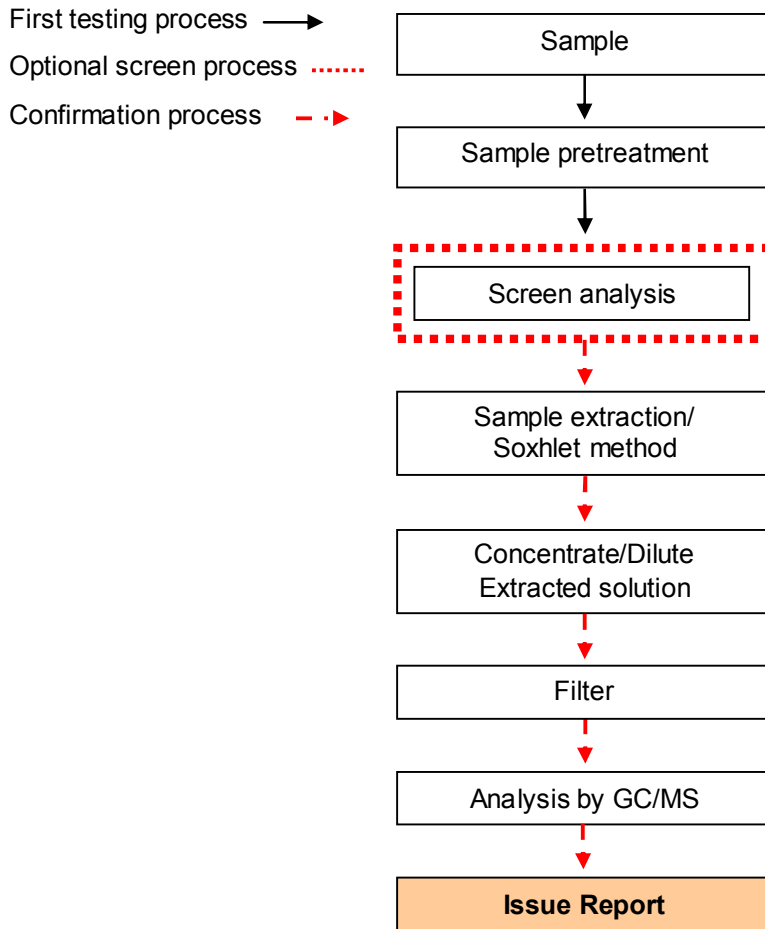 First testing process
Optional screen process
Confirmation process
Sample
Sample pretreatment
Screen analysis
Sample extraction/
Soxhlet method
Concentrate/Dilute
Extracted solution
Filter
Analysis by GC/MS
Issue Report